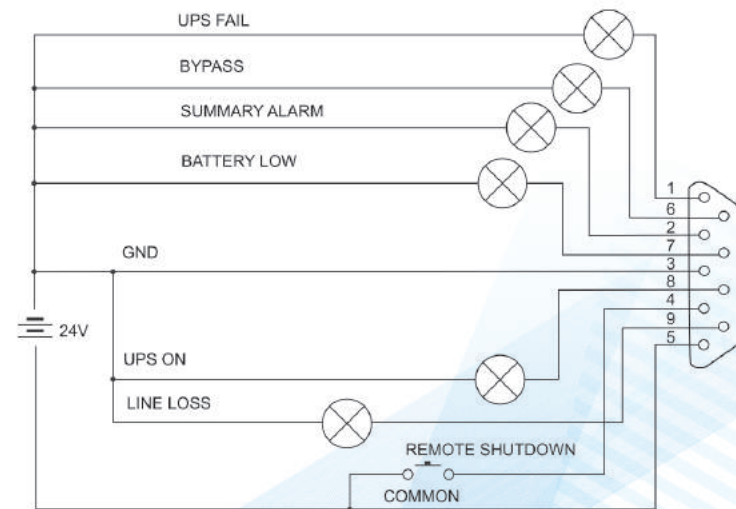 UPS FAIL
BYPASS
SUMMARY ALARM
BATTERY LOW
1
6
2
7
GND
3
8
4
24V
9
5
UPS ON
LINE LOSS
REMOTE SHUTDOWN
COMMON